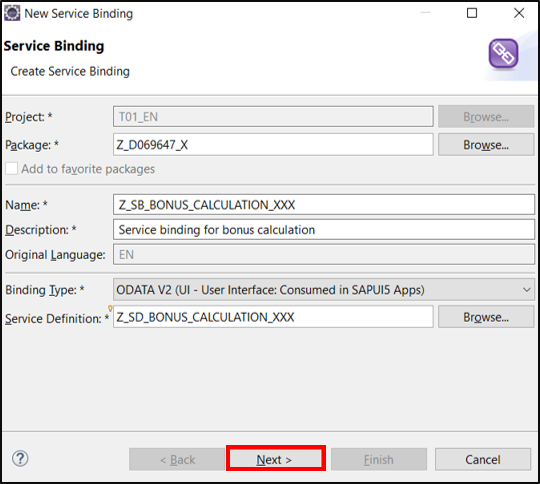 New Service Binding
Service Binding
Create Service Binding
Project: * T01_EN Browse...
Package: * Z_D069647_X Browse...
Add to favorite packages
Name: * Z_SB_BONUS_CALCULATION_XXX
Description: * Service binding for bonus calculation
Original Language: EN
Binding Type: * ODATA V2 (UI - User Interface: Consumed in SAPUI5 Apps)
Service Definition: * Z_SD_BONUS_CALCULATION_XXX Browse...
? < Back Next > Finish Cancel